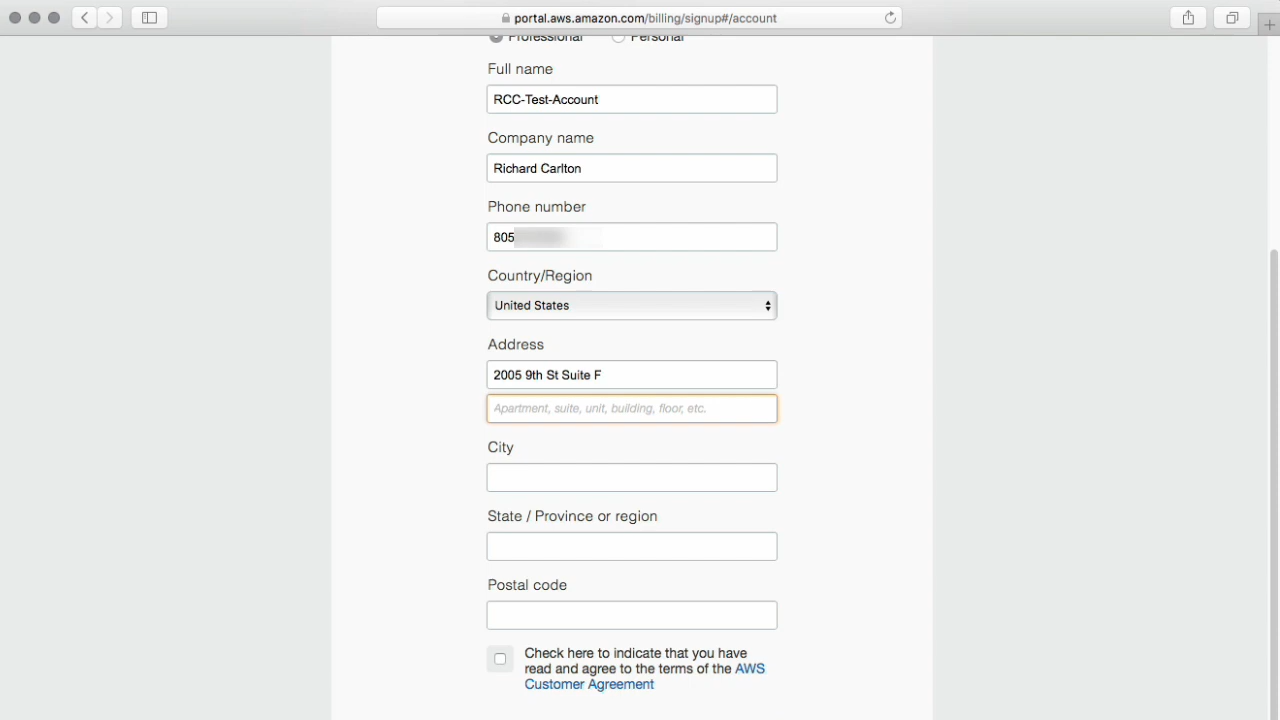 portal.aws.amazon.com/billing/signup#/account
Professional Personal
Full name
RCC-Test-Account
Company name
Richard Carlton
Phone number
805
Country/Region
United States
Address
2005 9th St Suite F
Apartment, suite, unit, building, floor, etc.
City
State / Province or region
Postal code
Check here to indicate that you have
read and agree to the terms of the AWS
Customer Agreement